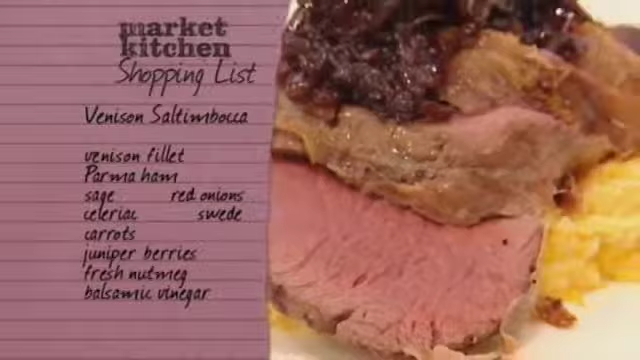 market
kitchen
Shopping List
Venison Saltimbocca
venison fillet
Parma ham
sage red onions
celeriac swede
carrots
juniper berries
fresh nutmeg
balsamic vinegar